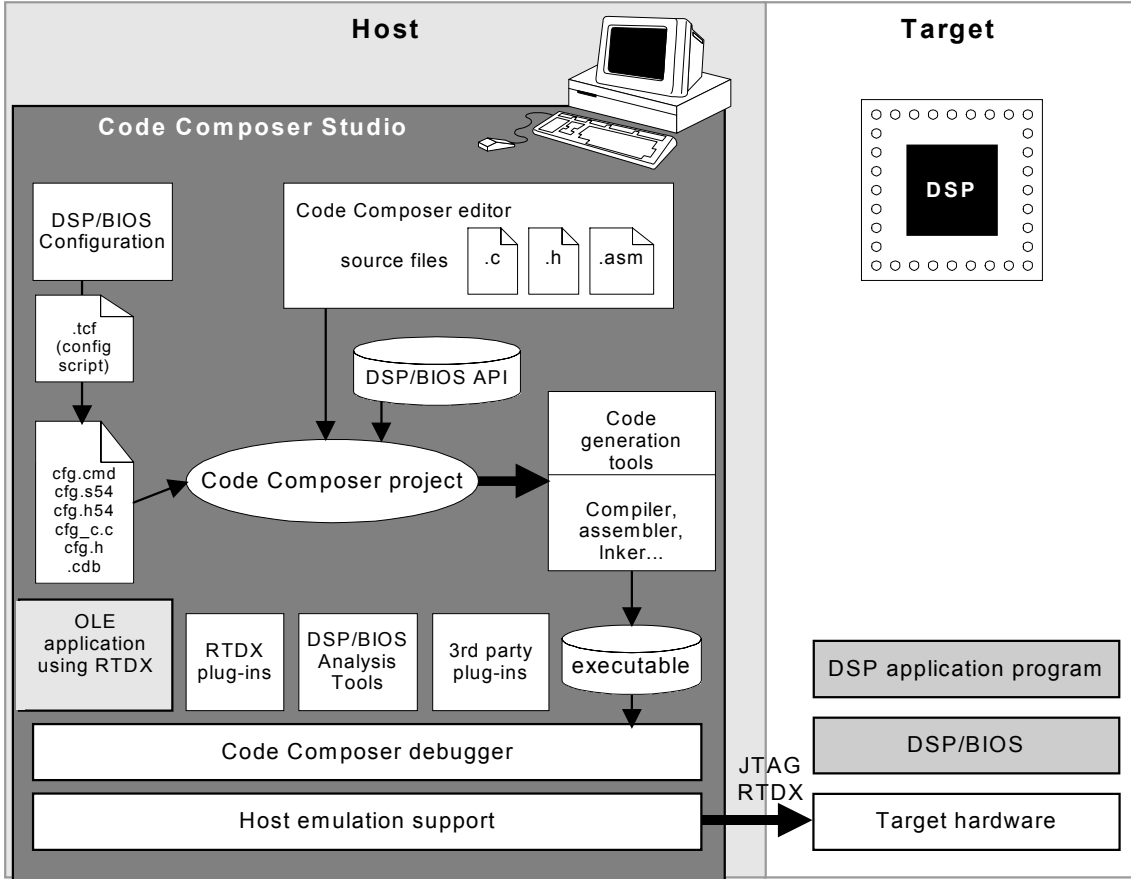 Host
Target
Code Composer Studio
DSP
DSP/BIOS
Configuration
Code Composer editor
source files
.c
.h
.asm
.tcf
(config
script)
DSP/BIOS API
Code
generation
tools
Compiler,
assembler,
lnker...
cfg.cmd
cfg.s54
cfg.h54
cfg_c.c
cfg.h
.cdb
Code Composer project
OLE
application
using RTDX
RTDX
plug-ins
DSP/BIOS
Analysis
Tools
3rd party
plug-ins
executable
DSP application program
Code Composer debugger
DSP/BIOS
JTAG
RTDX
Host emulation support
Target hardware